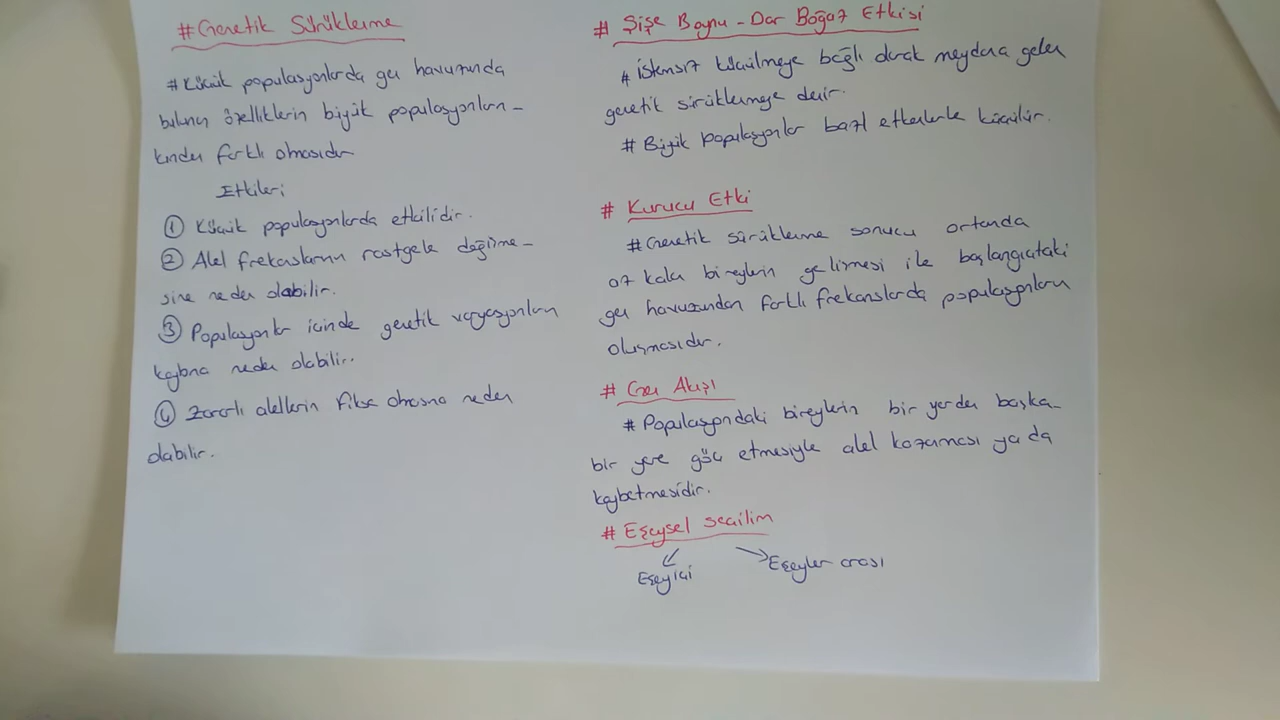 #Genetik Sürüklenme
#Küçük populasyonlarda gen havuzunda
bulunan özelliklerin büyük populasyonların-
kinden farklı olmasıdır
Etkileri
① Küçük populasyonlarda etkilidir.
② Alel frekanslarının rastgele değişme-
sine neden olabilir.
③ Populasyonlar içinde genetik varyasyonların
kaybına neden olabilir.
④ Zararlı alellerin fikse olmasına neden
olabilir.
# Şişe Boynu - Dar Boğaz Etkisi
# İstemsiz küçülmeye bağlı olarak meydana gelen
genetik sürüklenmeye denir.
# Büyük populasyonlar bazı etkenlerle küçülür.
# Kurucu Etki
#Genetik sürüklenme sonucu ortamda
az kalan bireylerin gelişmesi ile başlangıçtaki
gen havuzundan farklı frekanslarda populasyonların
oluşmasıdır.
# Gen Akışı
# Populasyondaki bireylerin bir yerden başka
bir yere göç etmesiyle alel kazanması ya da
kaybetmesidir.
# Eşeysel seçilim
Eşeyiçi
Eşeyler arası